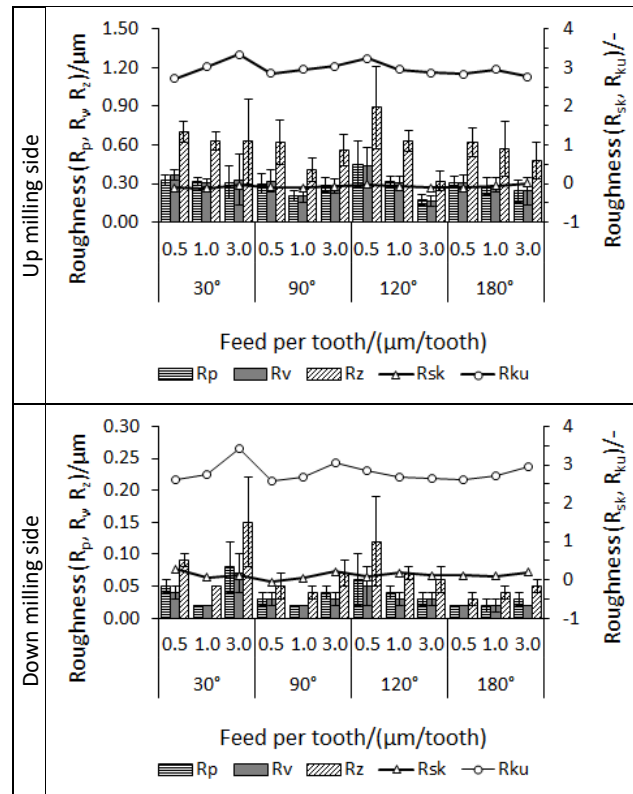 Up milling side
Roughness (Rp, Rv, Rz)/µm
1.50
1.20
0.90
0.60
0.30
0.00
4
3
2
1
0
-1
Roughness (Rsk, Rku)/-
0.5 1.0 3.0 0.5 1.0 3.0 0.5 1.0 3.0 0.5 1.0 3.0
30° 90° 120° 180°
Feed per tooth/(µm/tooth)
Rp Rv Rz Rsk Rku
Down milling side
Roughness (Rp, Rv, Rz)/µm
0.30
0.25
0.20
0.15
0.10
0.05
0.00
4
3
2
1
0
-1
Roughness (Rsk, Rku)/-
0.5 1.0 3.0 0.5 1.0 3.0 0.5 1.0 3.0 0.5 1.0 3.0
30° 90° 120° 180°
Feed per tooth/(µm/tooth)
Rp Rv Rz Rsk Rku